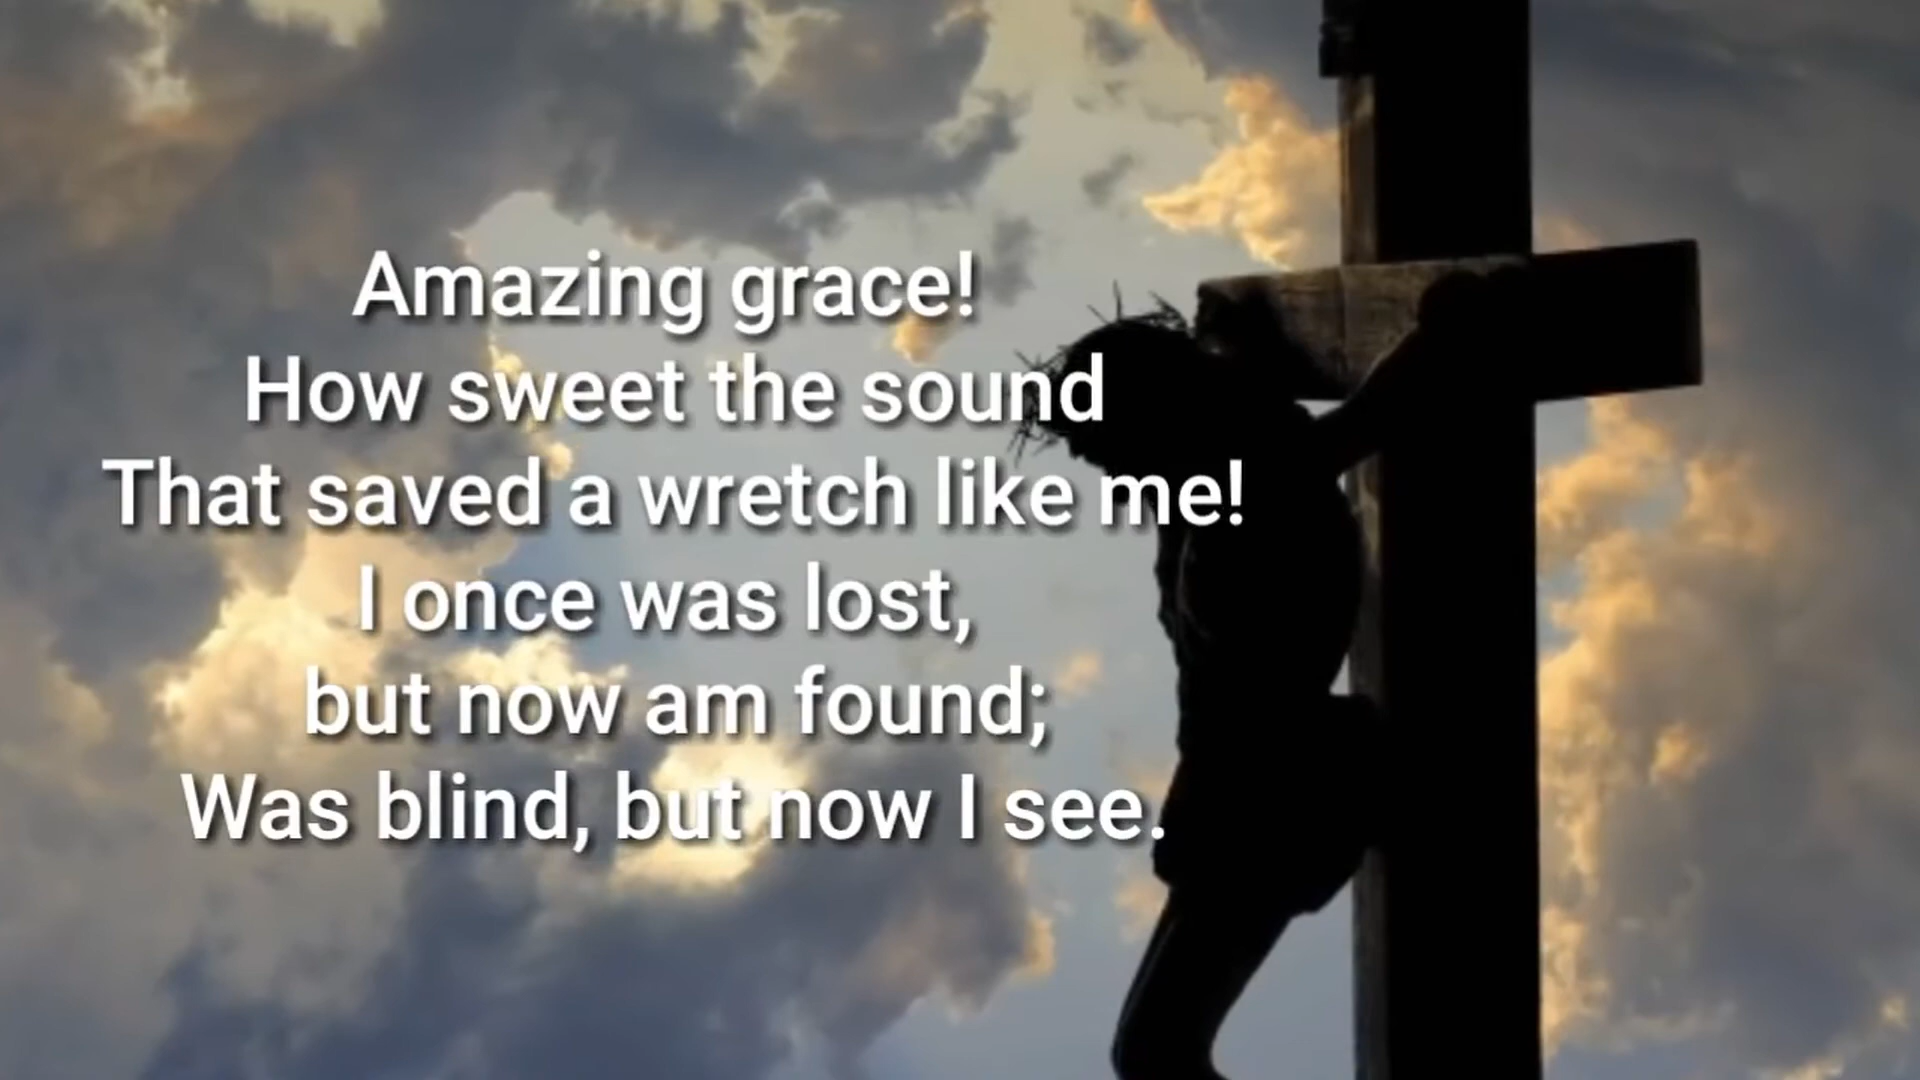 Amazing grace!
How sweet the sound
That saved a wretch like me!
I once was lost,
but now am found;
Was blind, but now I see.